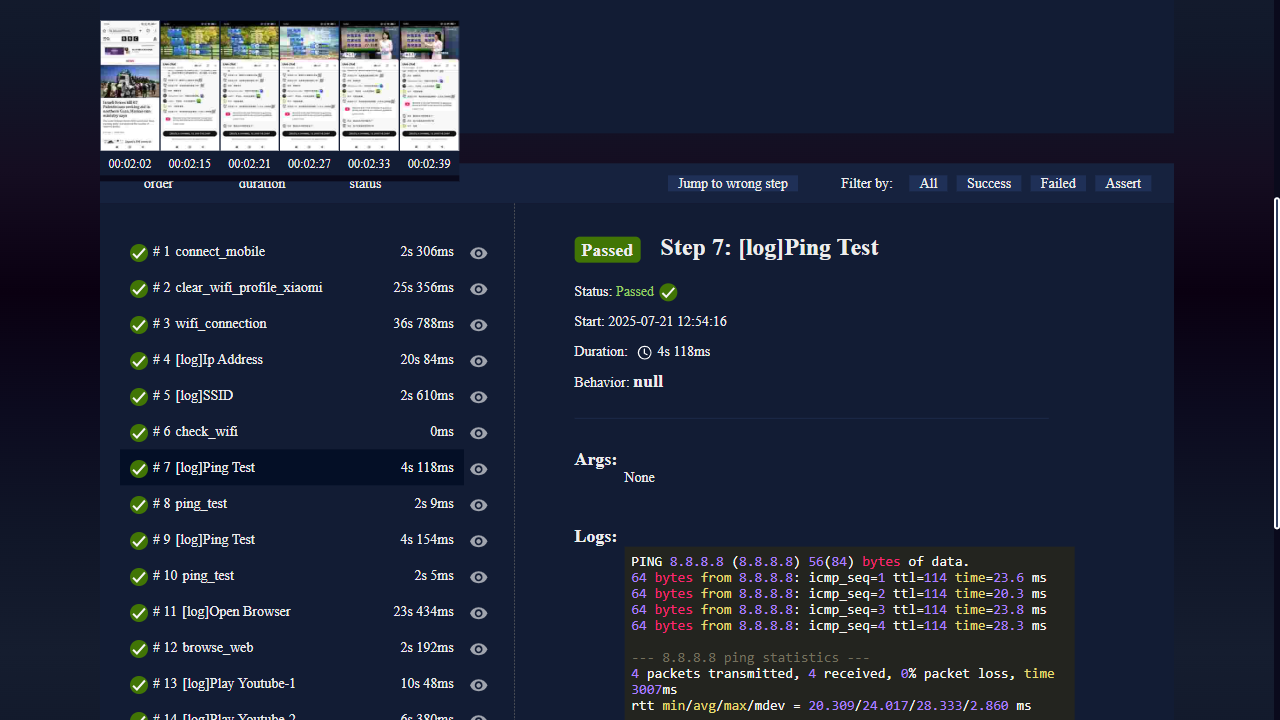 00:02:02 00:02:15 00:02:21 00:02:27 00:02:33 00:02:39
order duration status
Jump to wrong step Filter by: All Success Failed Assert
# 1 connect_mobile 2s 306ms
# 2 clear_wifi_profile_xiaomi 25s 356ms
# 3 wifi_connection 36s 788ms
# 4 [log]Ip Address 20s 84ms
# 5 [log]SSID 2s 610ms
# 6 check_wifi 0ms
# 7 [log]Ping Test 4s 118ms
# 8 ping_test 2s 9ms
# 9 [log]Ping Test 4s 154ms
# 10 ping_test 2s 5ms
# 11 [log]Open Browser 23s 434ms
# 12 browse_web 2s 192ms
# 13 [log]Play Youtube-1 10s 48ms
# 14 [log]Play Youtube-2 6s 380ms
Passed Step 7: [log]Ping Test
Status: Passed
Start: 2025-07-21 12:54:16
Duration: 4s 118ms
Behavior: null
Args:
None
Logs:
PING 8.8.8.8 (8.8.8.8) 56(84) bytes of data.
64 bytes from 8.8.8.8: icmp_seq=1 ttl=114 time=23.6 ms
64 bytes from 8.8.8.8: icmp_seq=2 ttl=114 time=20.3 ms
64 bytes from 8.8.8.8: icmp_seq=3 ttl=114 time=23.8 ms
64 bytes from 8.8.8.8: icmp_seq=4 ttl=114 time=28.3 ms
--- 8.8.8.8 ping statistics ---
4 packets transmitted, 4 received, 0% packet loss, time
3007ms
rtt min/avg/max/mdev = 20.309/24.017/28.333/2.860 ms